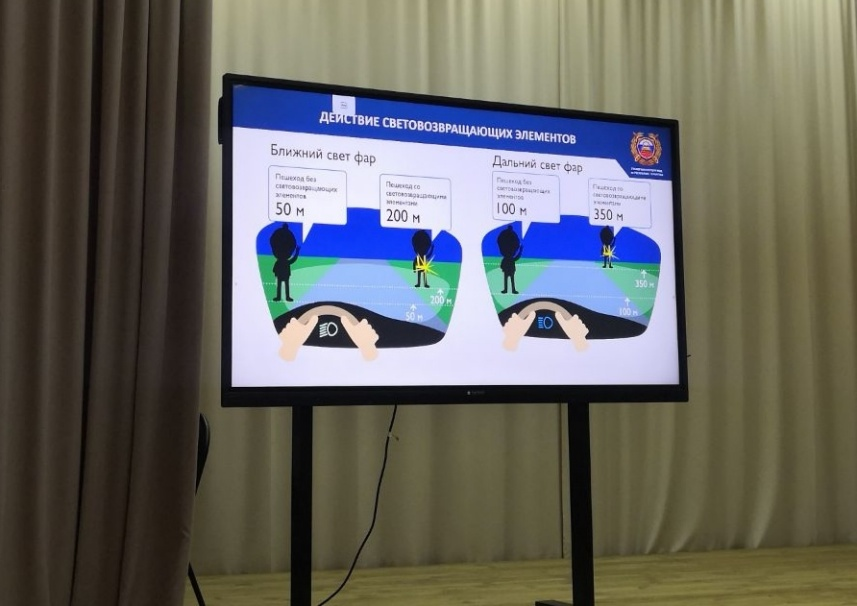 ДЕЙСТВИЕ СВЕТОВОЗВРАЩАЮЩИХ ЭЛЕМЕНТОВ
Ближний свет фар
Пешеход без
световозвращающих
элементов
50 м
Пешеход со
световозвращающими
элементами
200 м
200 м
50 м
Дальний свет фар
Пешеход без
световозвращающих
элементов
100 м
Пешеход со
световозвращающими
элементами
350 м
350 м
100 м